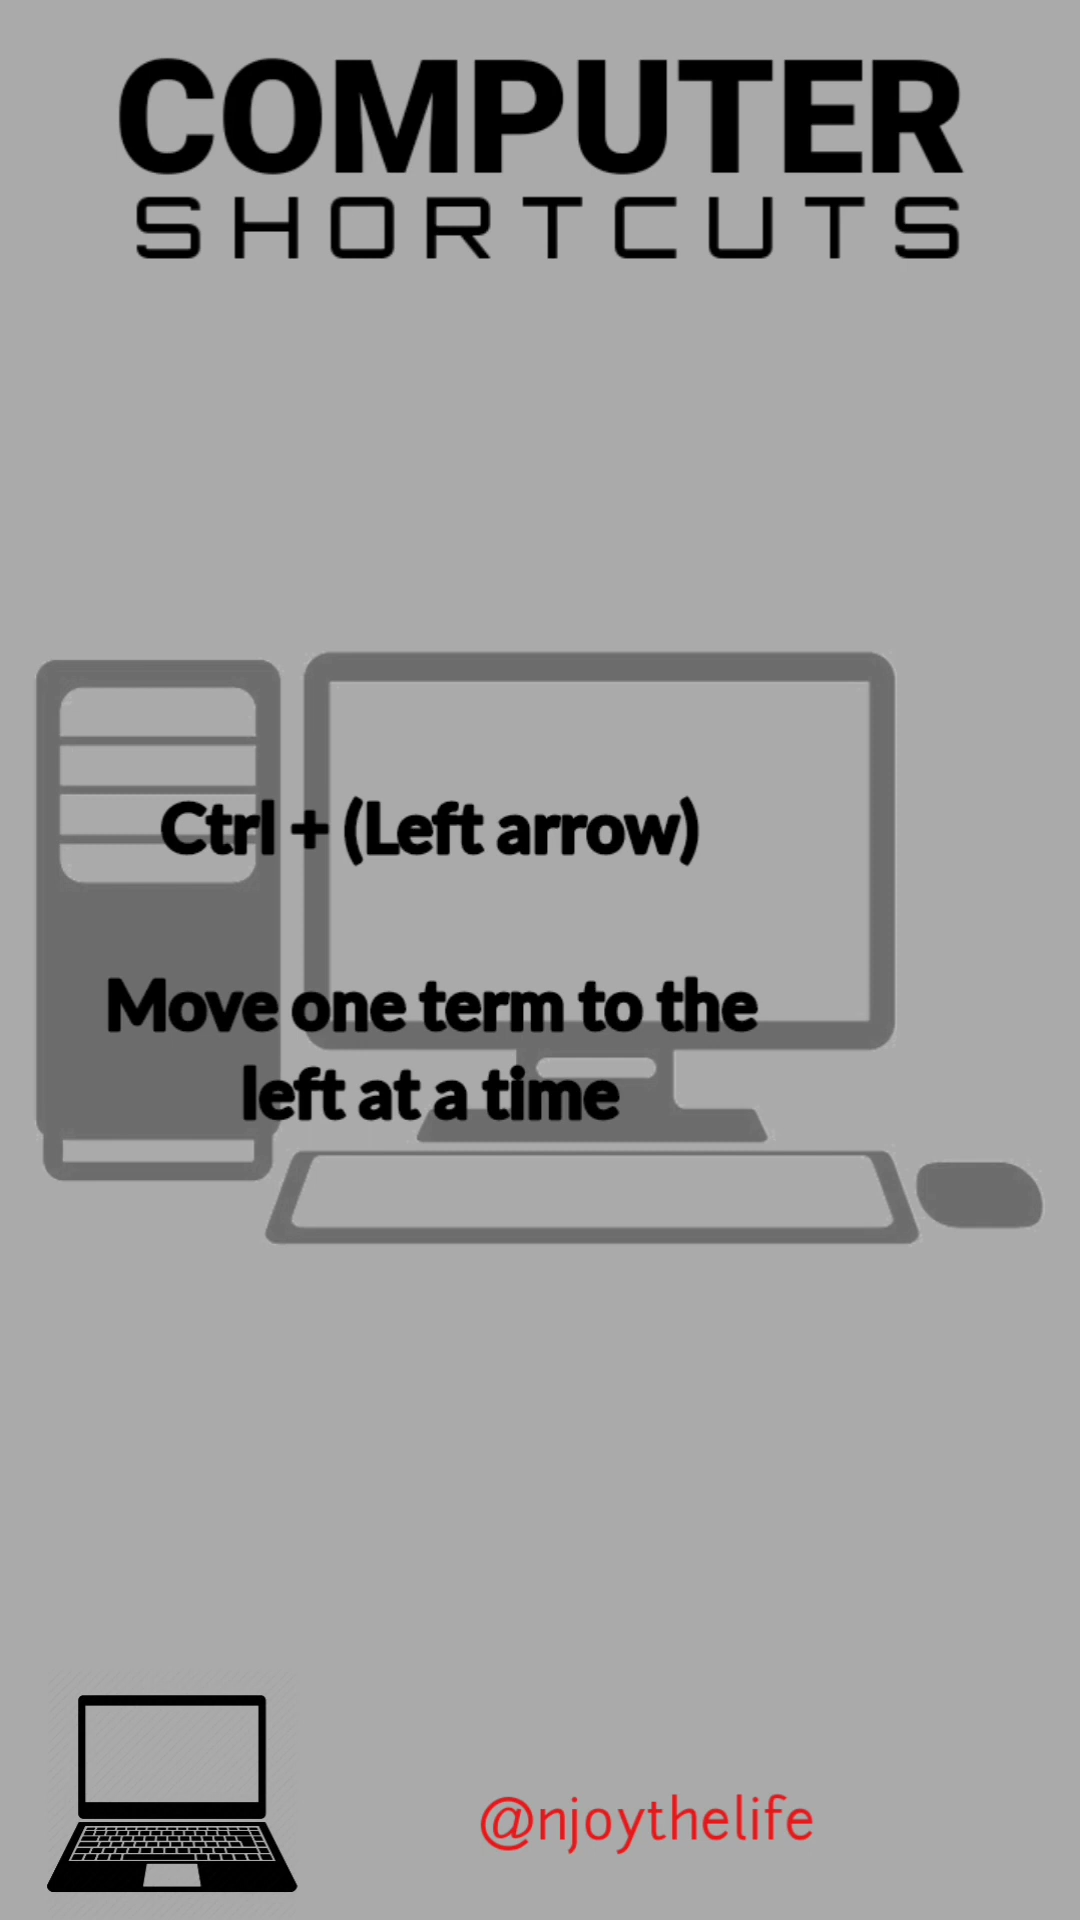 COMPUTER
SHORTCUTS
Ctrl + (Left arrow)
Move one term to the
left at a time
@njoythelife